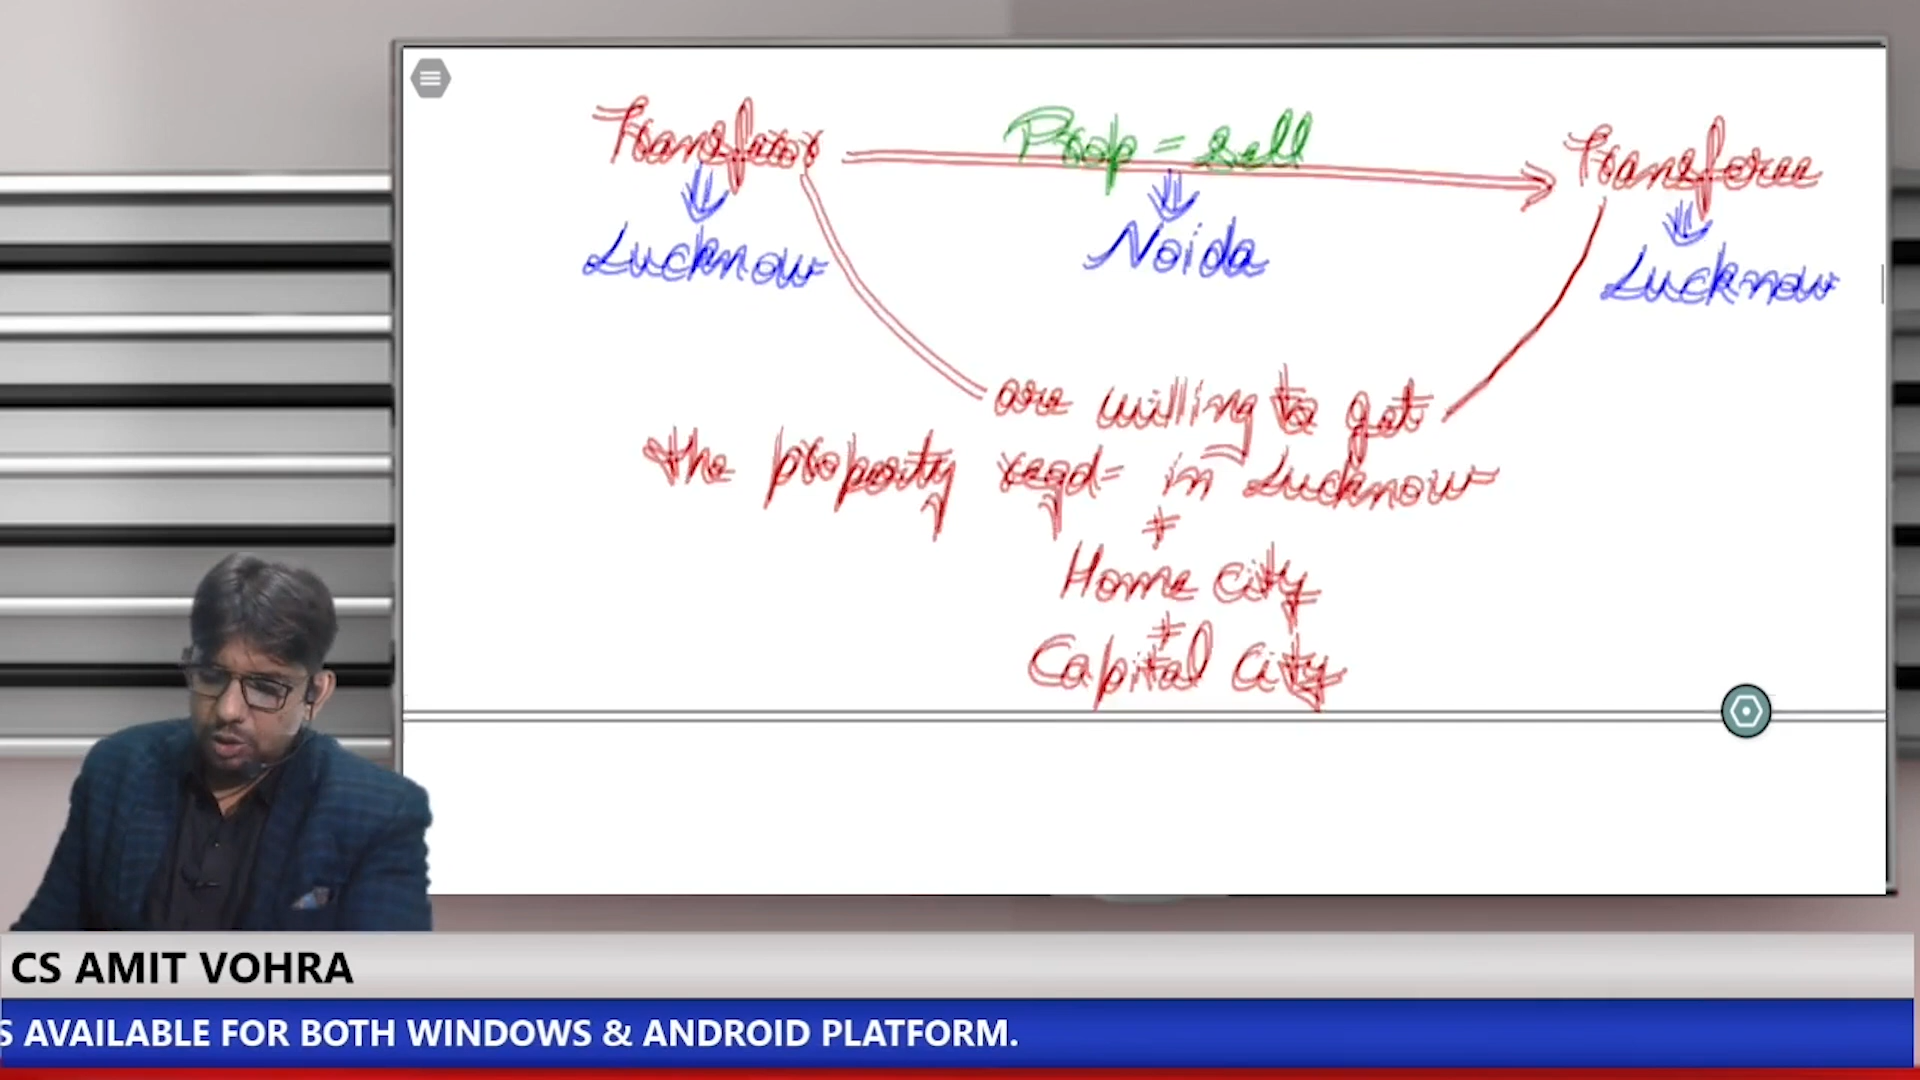 Transferor Prop = sell Transferee
Lucknow Noida Lucknow
are willing to get
the property regd in Lucknow
+
Home city
+
Capital City
CS AMIT VOHRA
S AVAILABLE FOR BOTH WINDOWS & ANDROID PLATFORM.